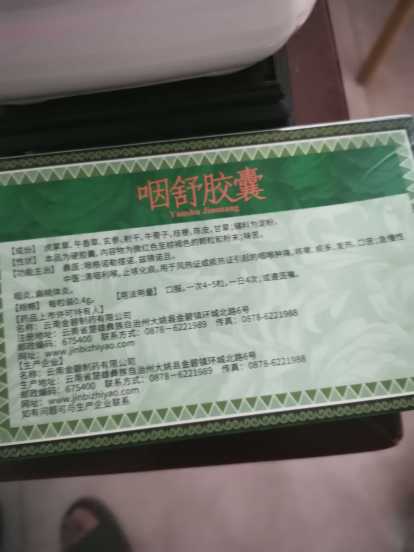 咽舒胶囊
Yanshu Jiaonang
【成份】 虎掌草、牛香草、玄参、射干、牛蒡子、桔梗、陈皮、甘草;辅料为淀粉。
【性状】 本品为硬胶囊,内容物为微红色至棕褐色的颗粒和粉末;味苦。
【功能主治】 彝医:
中医:清咽利喉,止咳化痰。用于风热证或痰热证引起的咽喉肿痛,咳嗽,痰多,发热,口苦;急慢性
咽炎,扁桃体炎。
【规格】 每粒装0.4g。 【用法用量】 口服。一次4~5粒,一日4次;或遵医嘱。
【药品上市许可持有人】
名称:云南金碧制药有限公司
注册地址:云南省楚雄彝族自治州大姚县金碧镇环城北路6号
邮政编码:675400 联系方式:0878-6221989 传真:0878-6221988
网址:www.jinbizhiyao.com
【生产企业】
名称:云南金碧制药有限公司
生产地址:云南省楚雄彝族自治州大姚县金碧镇环城北路6号
邮政编码:675400 联系方式:0878-6221989 传真:0878-6221988
网址:www.jinbizhiyao.com
如有问题可与生产企业联系